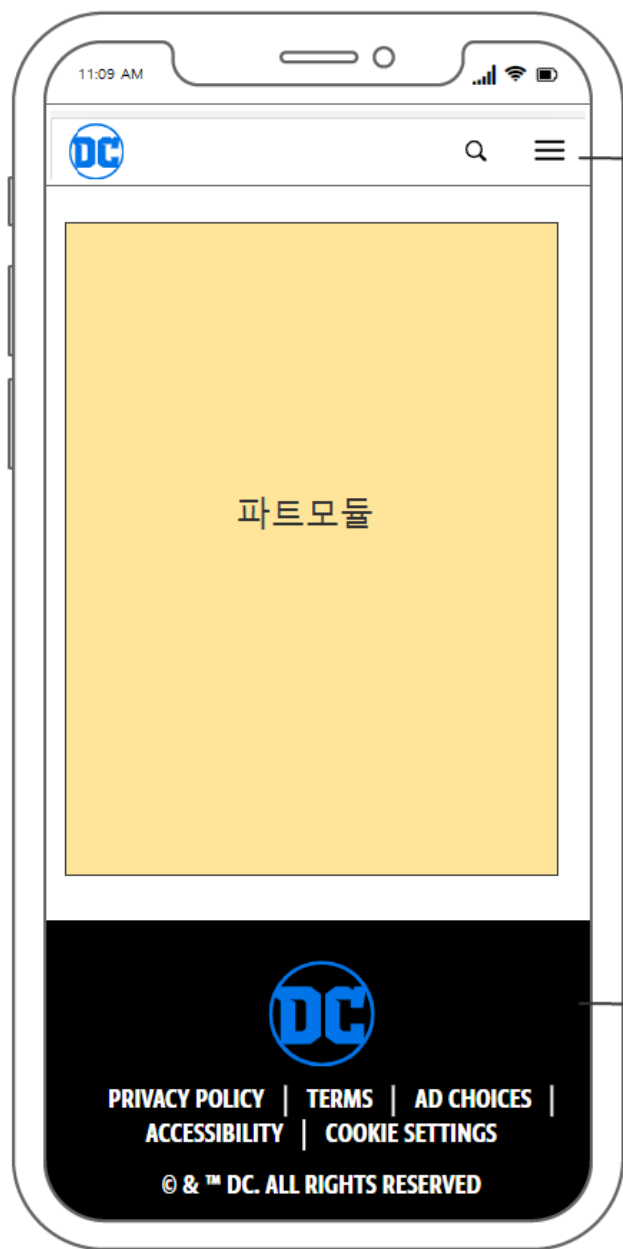 11:09 AM
DC
파트모듈
DC
PRIVACY POLICY | TERMS | AD CHOICES |
ACCESSIBILITY | COOKIE SETTINGS
© & ™ DC. ALL RIGHTS RESERVED